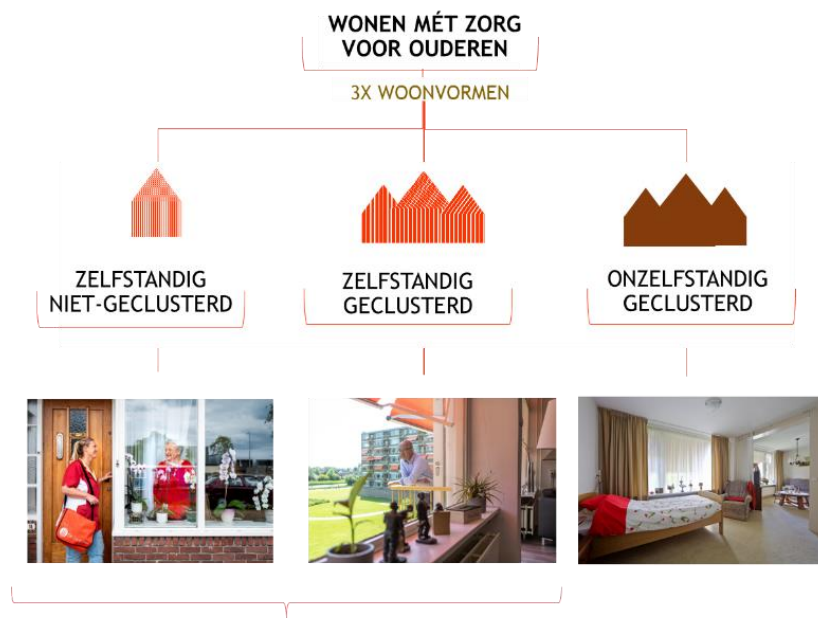 WONEN MÉT ZORG
VOOR OUDEREN
3X WOONVORMEN
ZELFSTANDIG
NIET-GECLUSTERD
ZELFSTANDIG
GECLUSTERD
ONZELFSTANDIG
GECLUSTERD